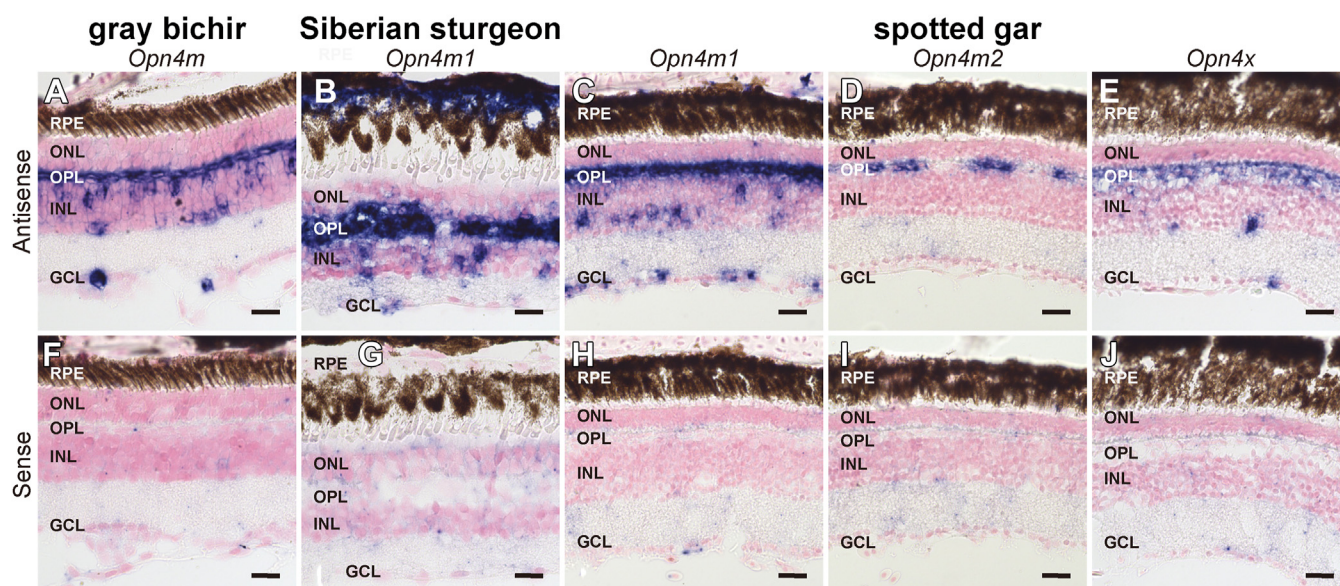 gray bichir Siberian sturgeon spotted gar
Opn4m Opn4m1 Opn4m1 Opn4m2 Opn4x
RPE
Antisense
A B C D E
RPE RPE RPE RPE
ONL ONL ONL ONL ONL
OPL OPL OPL OPL OPL
INL INL INL INL INL
GCL GCL GCL GCL GCL
Sense
F G H I J
RPE RPE RPE RPE RPE
ONL ONL ONL ONL ONL
OPL OPL OPL OPL OPL
INL INL INL INL INL
GCL GCL GCL GCL GCL